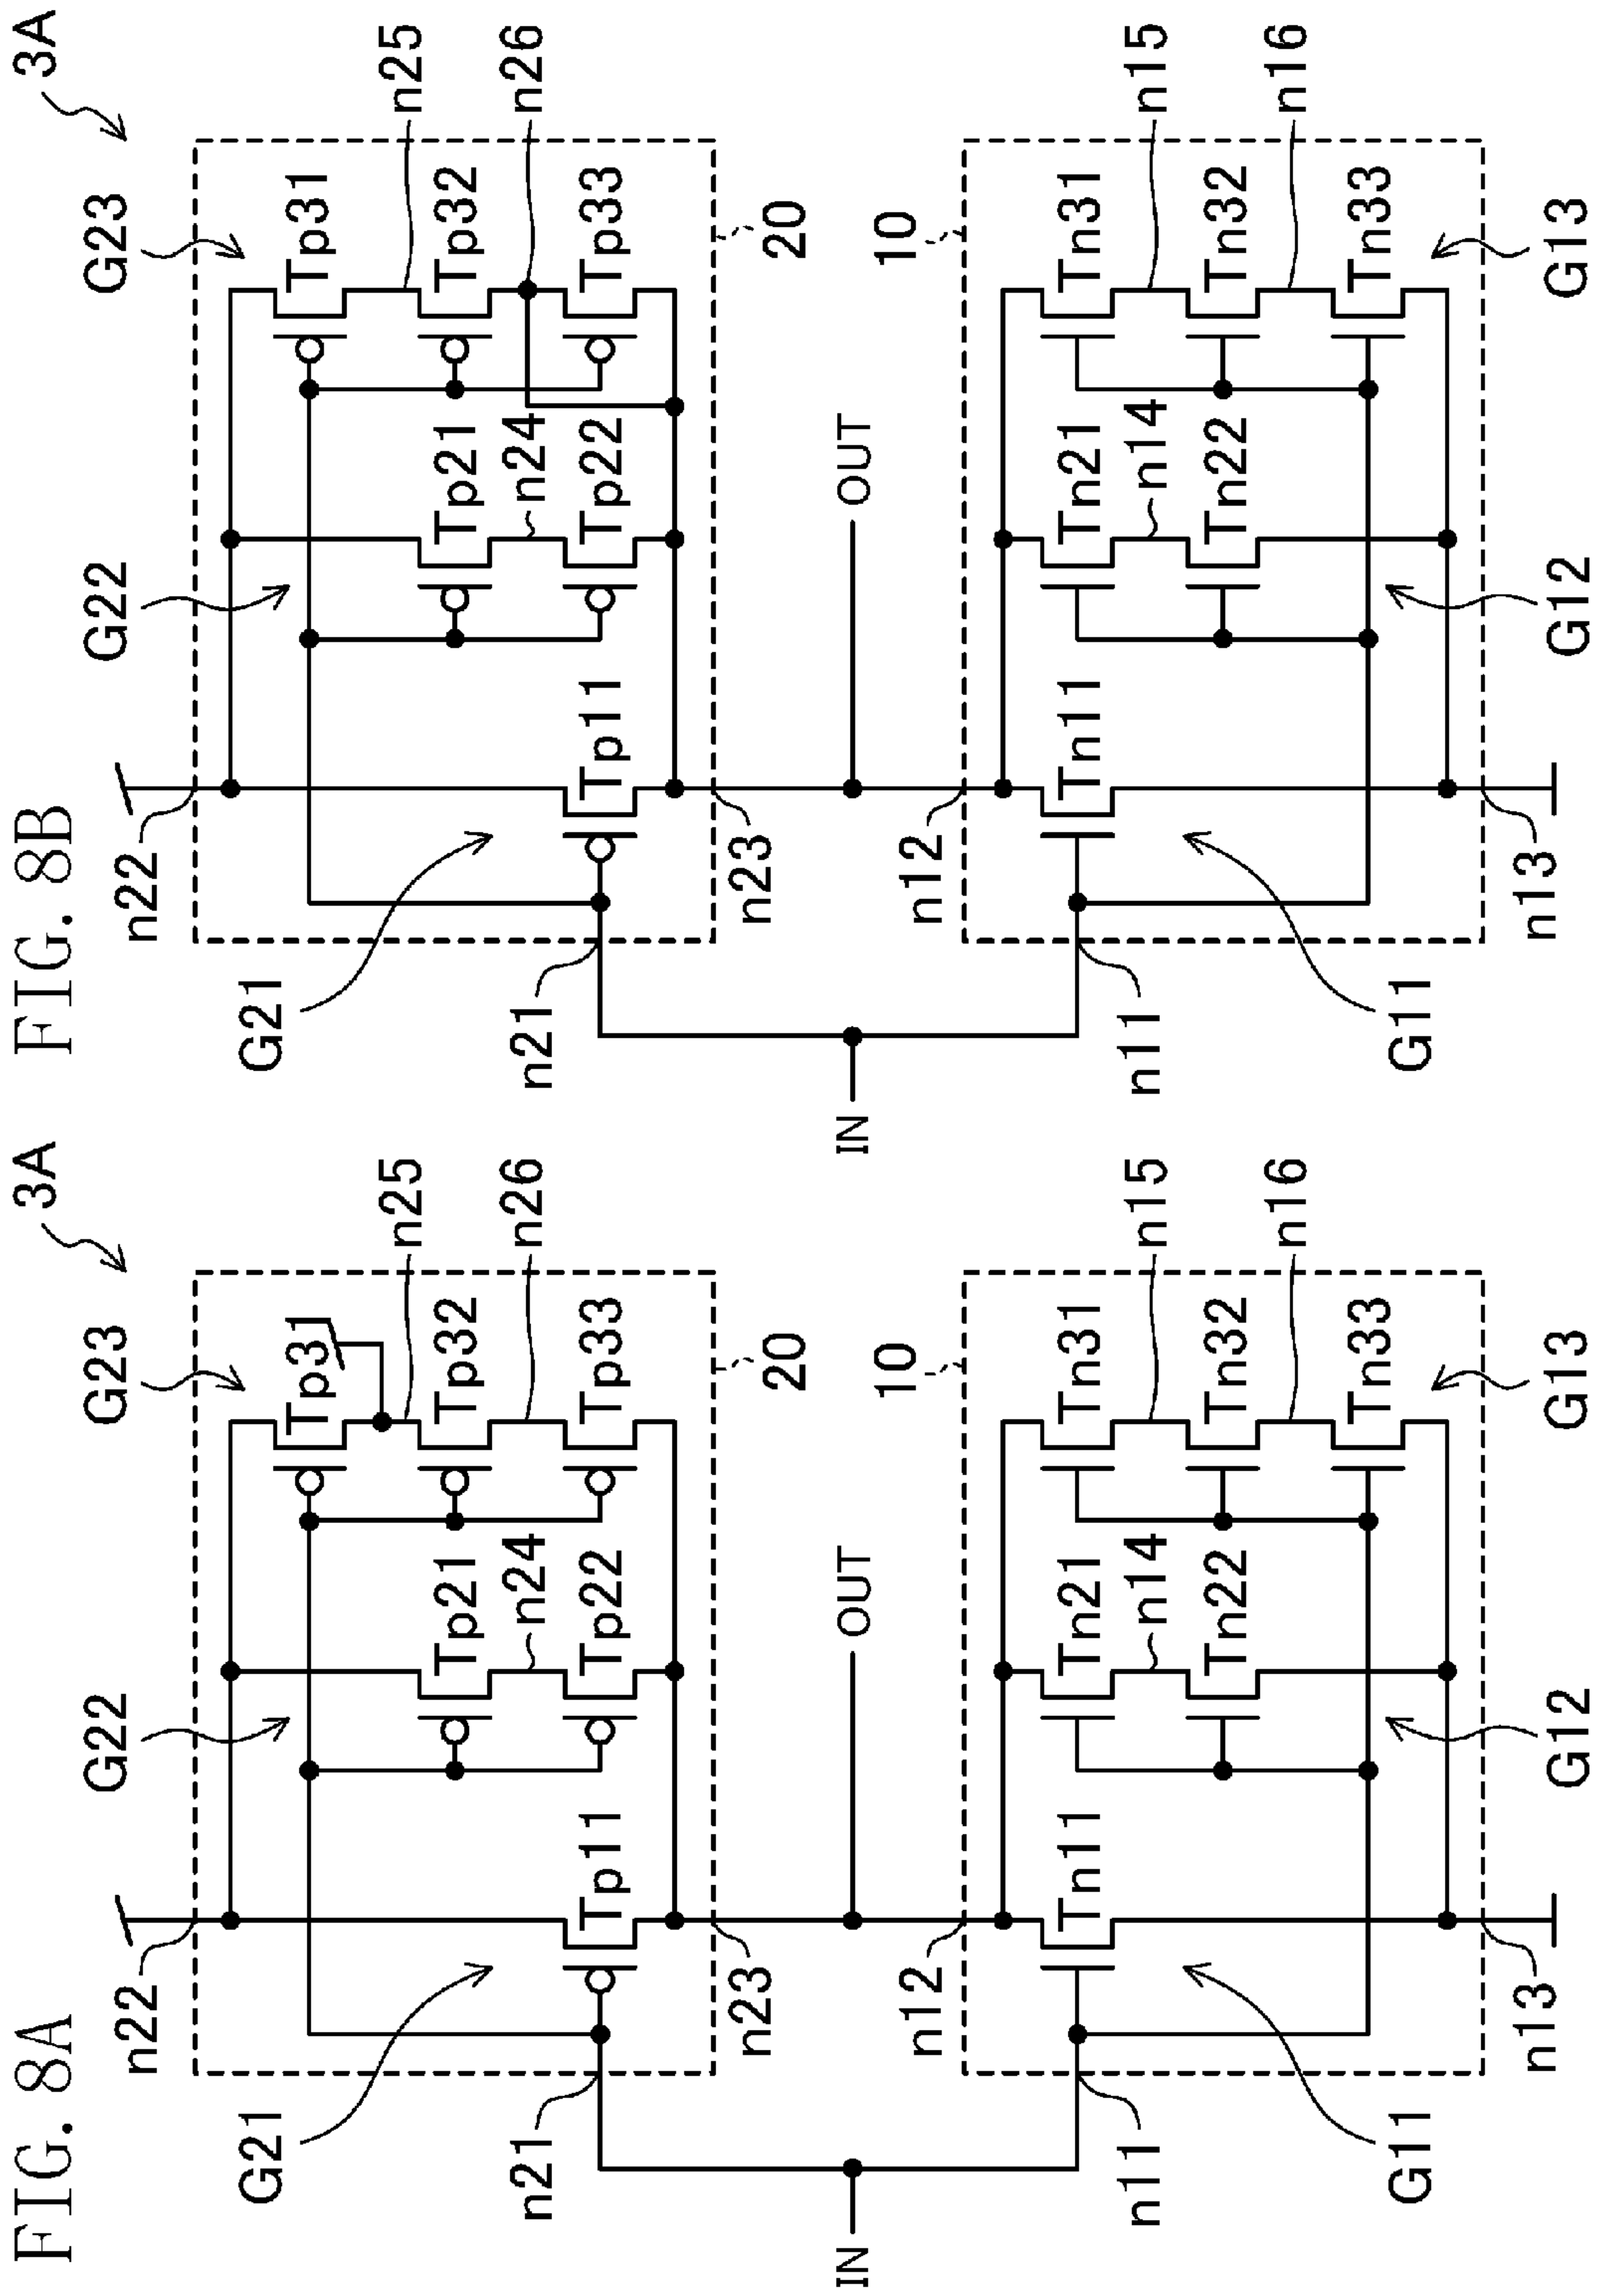 FIG. 8A
3A
n22
G22
G23
G21
Tp31
n25
Tp21
Tp32
n24
n26
n21
Tp11
Tp22
Tp33
n23
20
IN
OUT
n12
10
n11
Tn11
Tn21
Tn31
n14
n15
Tn22
Tn32
n16
Tn33
G11
n13
G12
G13
FIG. 8B
3A
n22
G22
G23
G21
Tp31
n25
Tp21
Tp32
n24
n26
n21
Tp11
Tp22
Tp33
n23
20
IN
OUT
n12
10
n11
Tn11
Tn21
Tn31
n14
n15
Tn22
Tn32
n16
Tn33
G11
n13
G12
G13